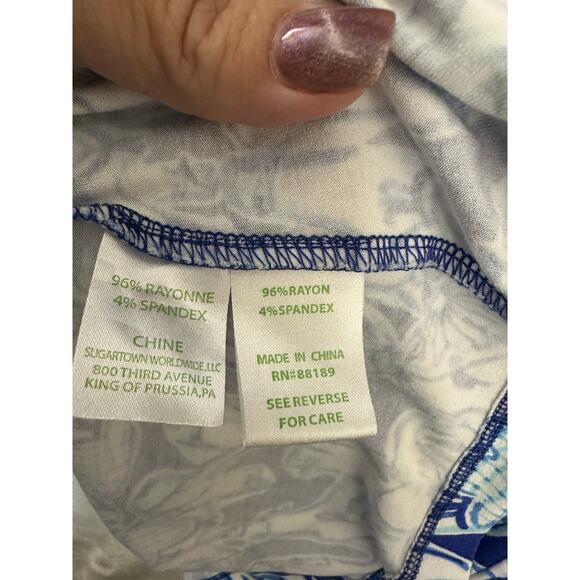 96% RAYONNE
4% SPANDEX
CHINE
SUGARTOWN WORLDWIDE, LLC
800 THIRD AVENUE
KING OF PRUSSIA, PA
96% RAYON
4% SPANDEX
MADE IN CHINA
RN#88189
SEE REVERSE
FOR CARE